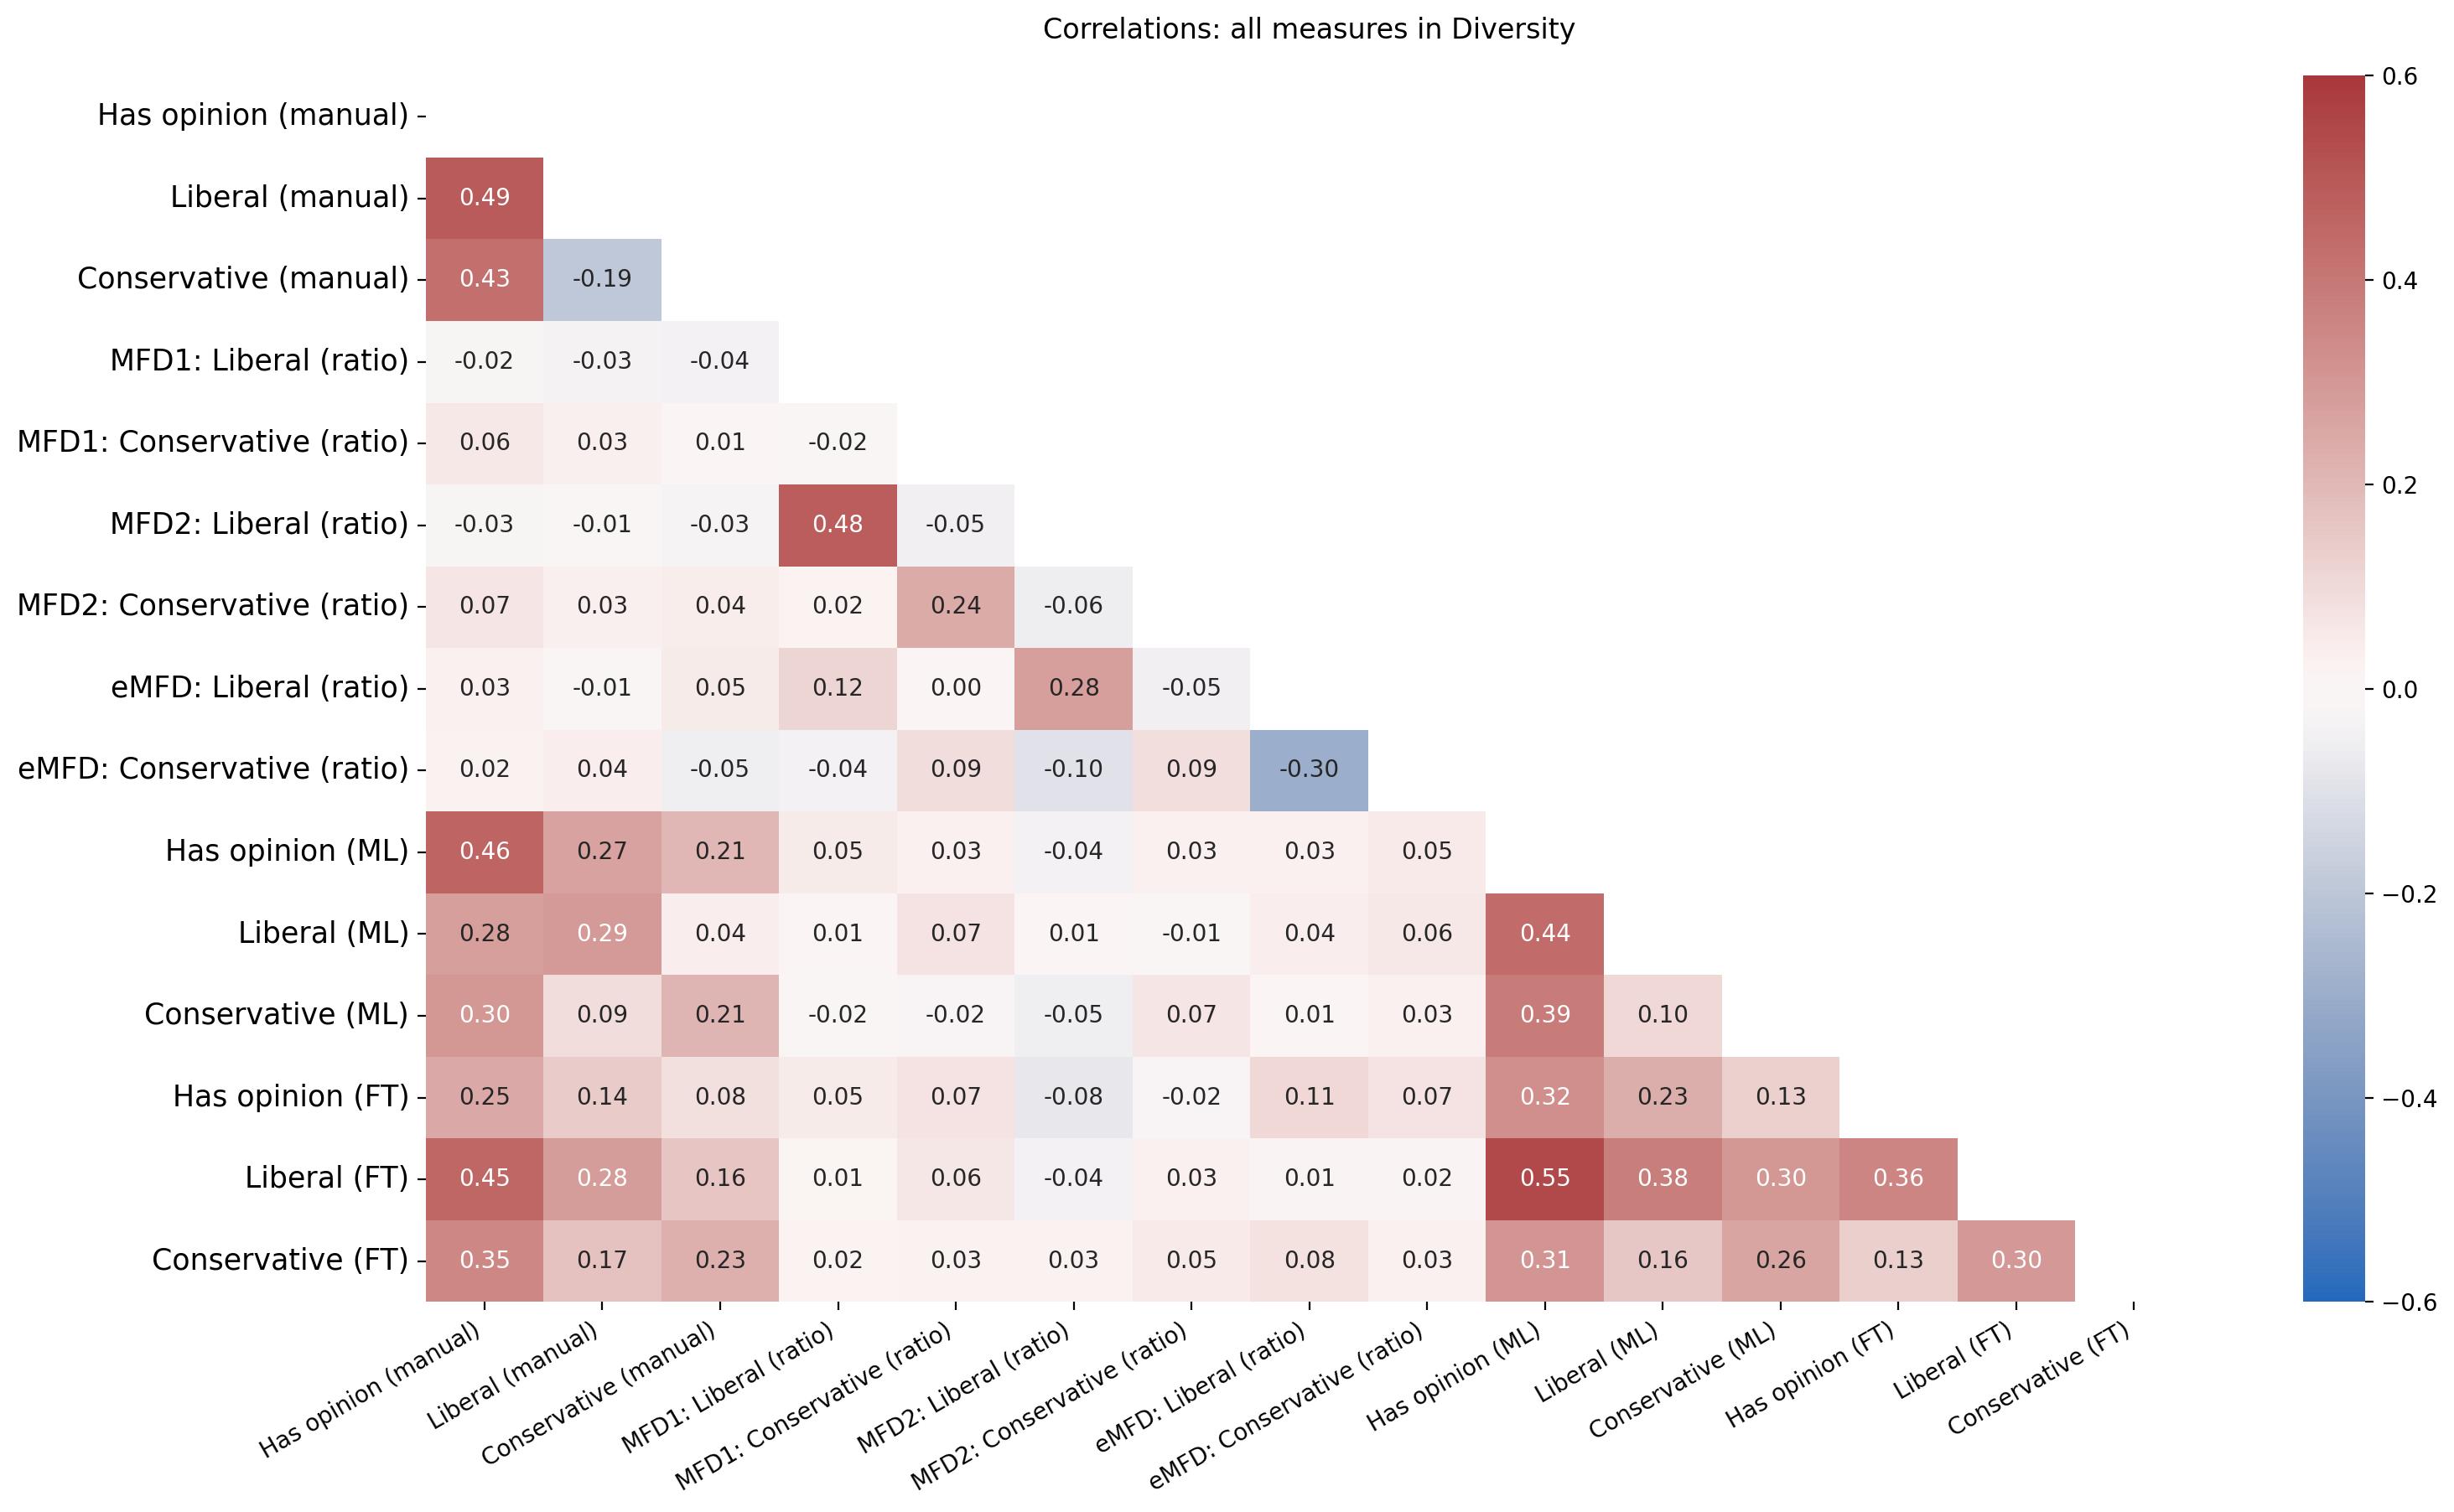 Correlations: all measures in Diversity
Has opinion (manual)
Liberal (manual) 0.49
Conservative (manual) 0.43 -0.19
MFD1: Liberal (ratio) -0.02 -0.03 -0.04
MFD1: Conservative (ratio) 0.06 0.03 0.01 -0.02
MFD2: Liberal (ratio) -0.03 -0.01 -0.03 0.48 -0.05
MFD2: Conservative (ratio) 0.07 0.03 0.04 0.02 0.24 -0.06
eMFD: Liberal (ratio) 0.03 -0.01 0.05 0.12 0.00 0.28 -0.05
eMFD: Conservative (ratio) 0.02 0.04 -0.05 -0.04 0.09 -0.10 0.09 -0.30
Has opinion (ML) 0.46 0.27 0.21 0.05 0.03 -0.04 0.03 0.03 0.05
Liberal (ML) 0.28 0.29 0.04 0.01 0.07 0.01 -0.01 0.04 0.06 0.44
Conservative (ML) 0.30 0.09 0.21 -0.02 -0.02 -0.05 0.07 0.01 0.03 0.39 0.10
Has opinion (FT) 0.25 0.14 0.08 0.05 0.07 -0.08 -0.02 0.11 0.07 0.32 0.23 0.13
Liberal (FT) 0.45 0.28 0.16 0.01 0.06 -0.04 0.03 0.01 0.02 0.55 0.38 0.30 0.36
Conservative (FT) 0.35 0.17 0.23 0.02 0.03 0.03 0.05 0.08 0.03 0.31 0.16 0.26 0.13 0.30
Has opinion (manual)
Liberal (manual)
Conservative (manual)
MFD1: Liberal (ratio)
MFD1: Conservative (ratio)
MFD2: Liberal (ratio)
MFD2: Conservative (ratio)
eMFD: Liberal (ratio)
eMFD: Conservative (ratio)
Has opinion (ML)
Liberal (ML)
Conservative (ML)
Has opinion (FT)
Liberal (FT)
Conservative (FT)
0.6
0.4
0.2
0.0
−0.2
−0.4
−0.6